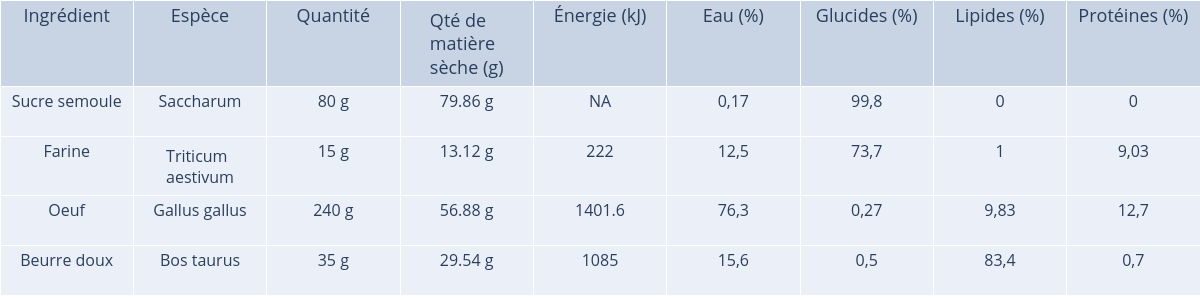 Ingrédient Espèce Quantité Qté de matière sèche (g) Énergie (kJ) Eau (%) Glucides (%) Lipides (%) Protéines (%)
Sucre semoule Saccharum 80 g 79.86 g NA 0,17 99,8 0 0
Farine Triticum aestivum 15 g 13.12 g 222 12,5 73,7 1 9,03
Oeuf Gallus gallus 240 g 56.88 g 1401.6 76,3 0,27 9,83 12,7
Beurre doux Bos taurus 35 g 29.54 g 1085 15,6 0,5 83,4 0,7